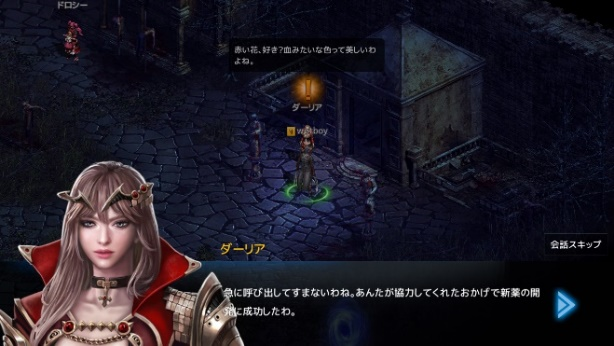 ドロシー
赤い花、好き？血みたいな色って美しいわ
よね。
ダーリア
ダーリア
会話スキップ
急に呼び出してすまないわね。あんたが協力してくれたおかげで新薬の開
に成功したわ。